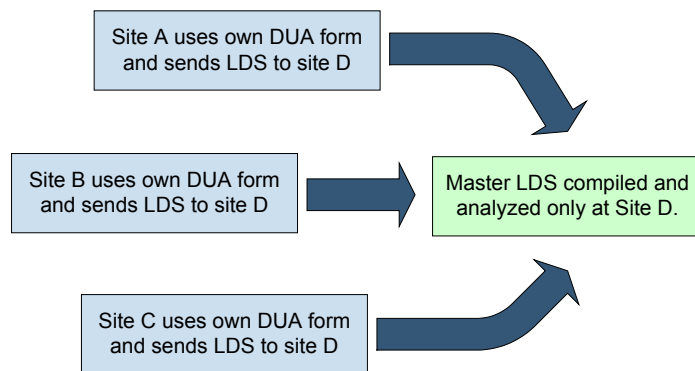 Site A uses own DUA form
and sends LDS to site D
Site B uses own DUA form
and sends LDS to site D
Master LDS compiled and
analyzed only at Site D.
Site C uses own DUA form
and sends LDS to site D